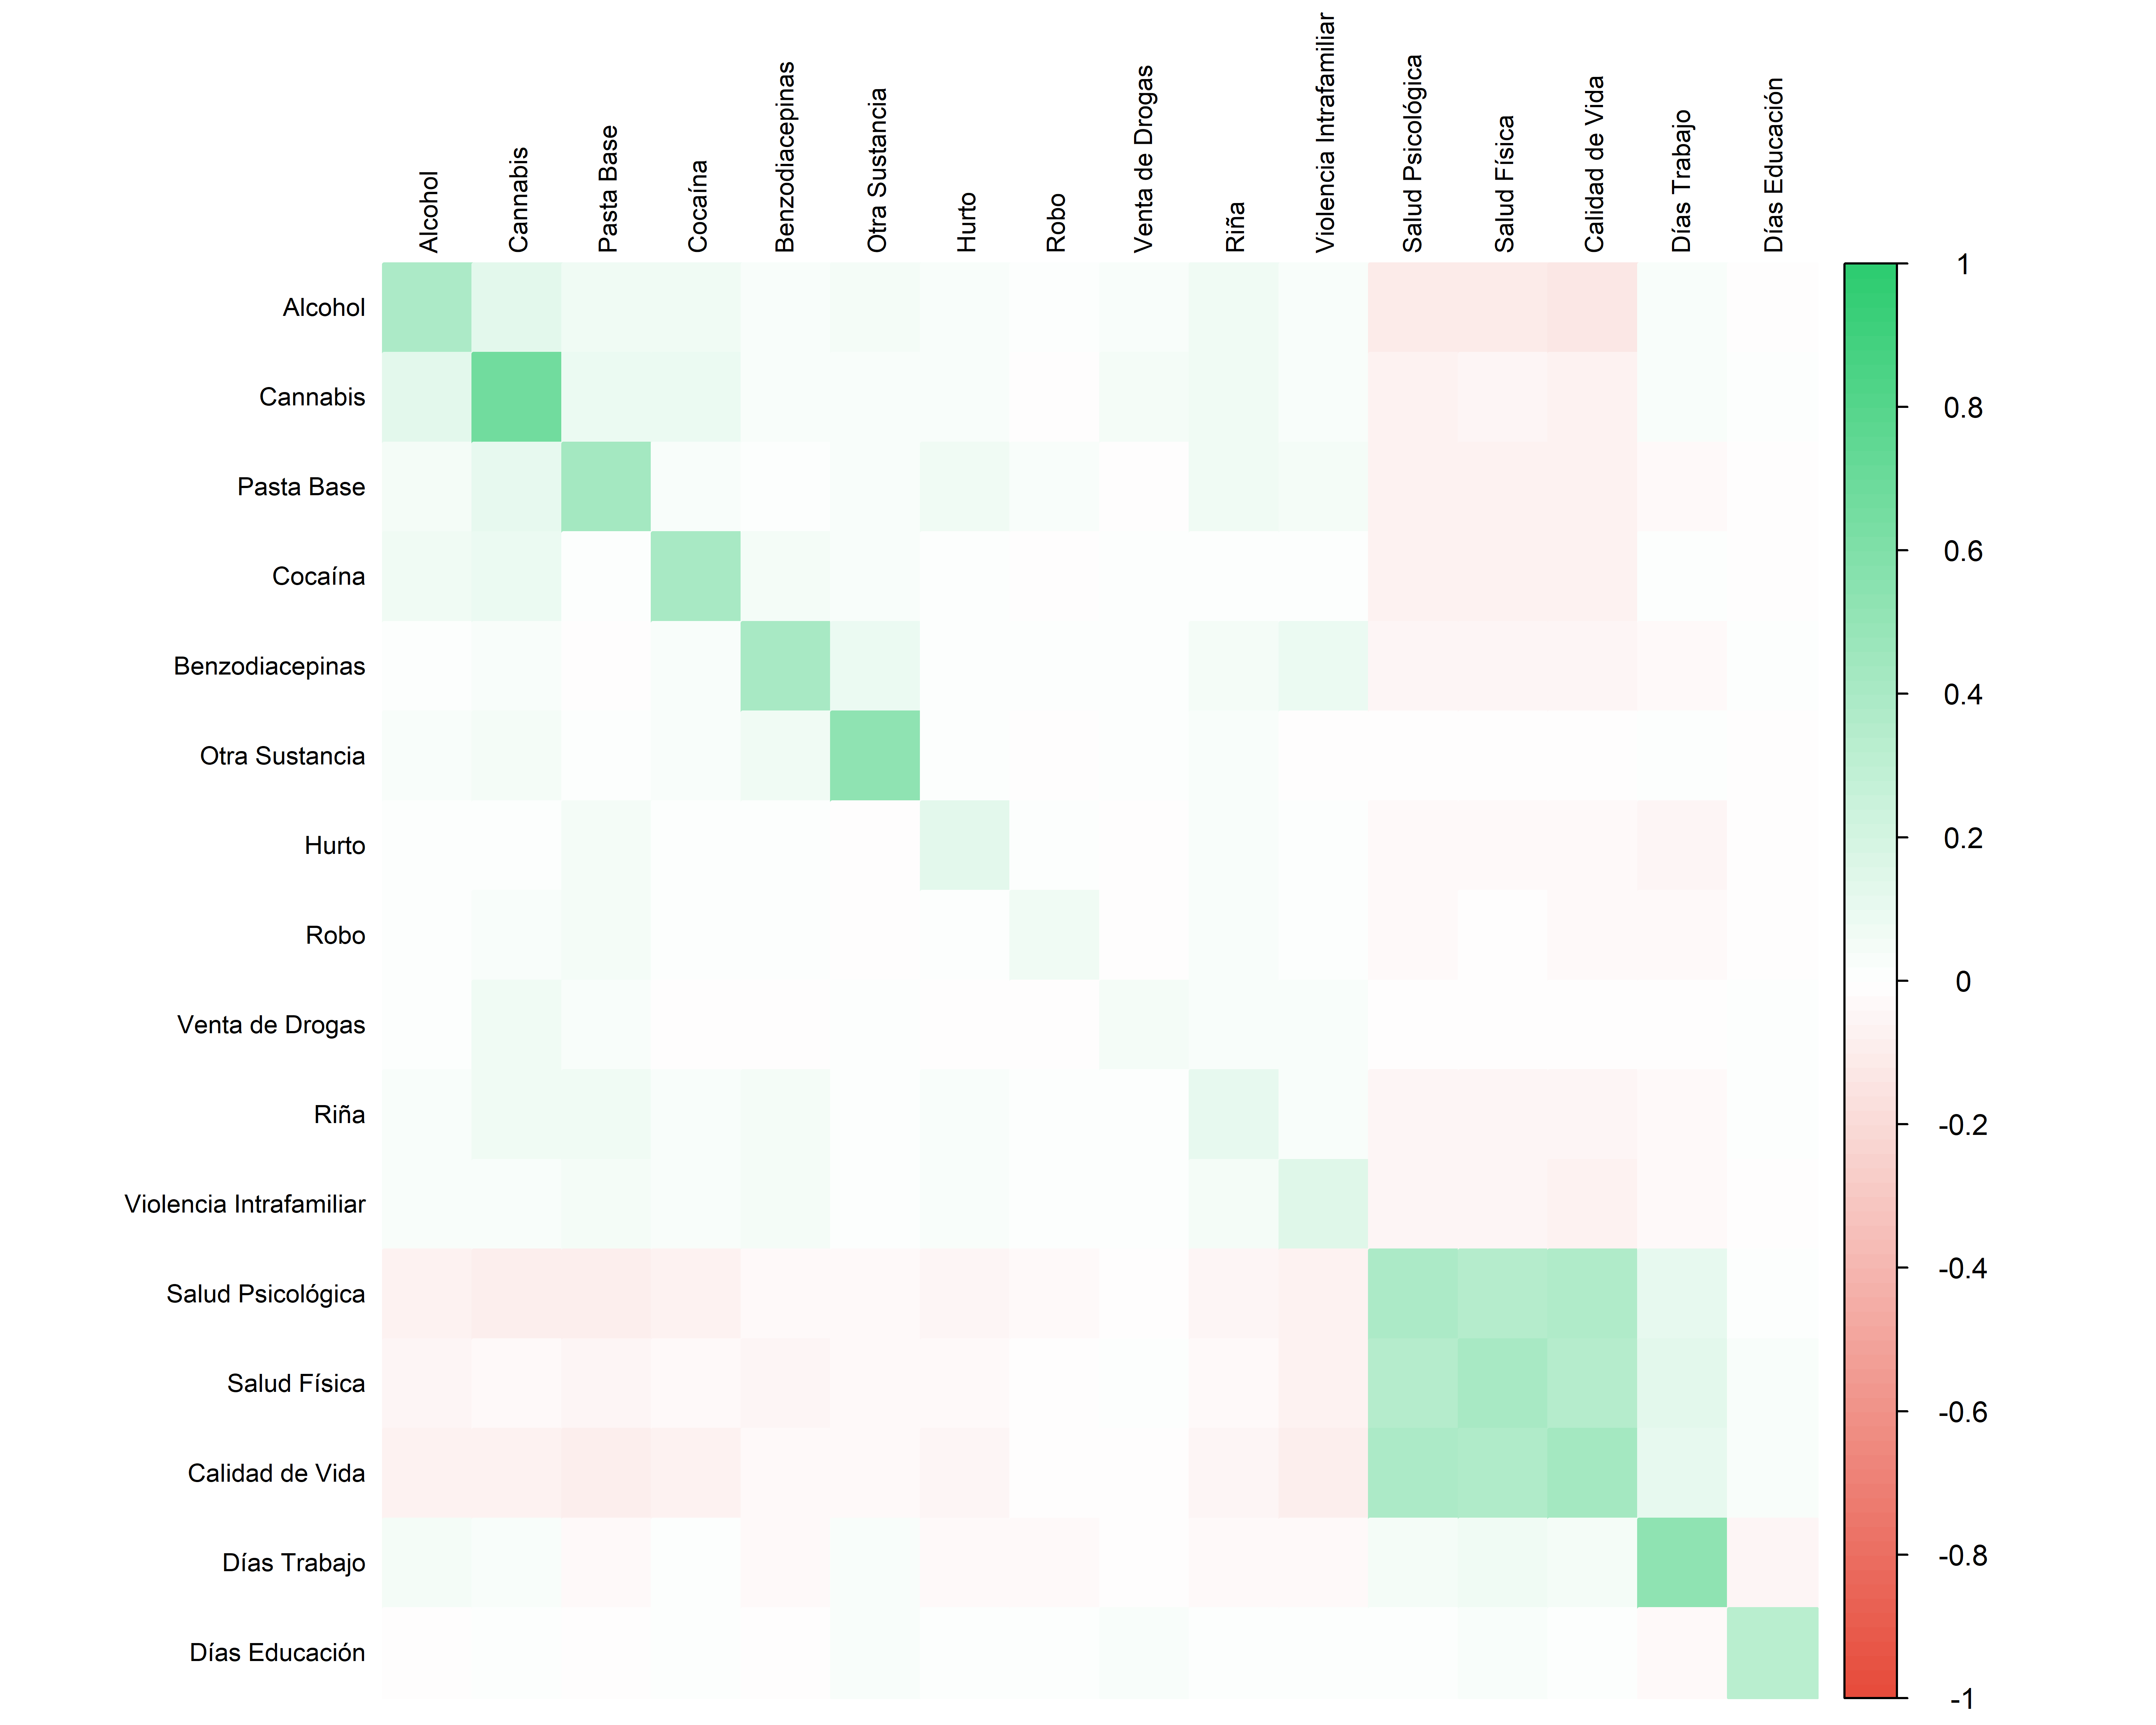 Alcohol
Cannabis
Pasta Base
Cocaína
Benzodiacepinas
Otra Sustancia
Hurto
Robo
Venta de Drogas
Riña
Violencia Intrafamiliar
Salud Psicológica
Salud Física
Calidad de Vida
Días Trabajo
Días Educación
Alcohol
Cannabis
Pasta Base
Cocaína
Benzodiacepinas
Otra Sustancia
Hurto
Robo
Venta de Drogas
Riña
Violencia Intrafamiliar
Salud Psicológica
Salud Física
Calidad de Vida
Días Trabajo
Días Educación
1
0.8
0.6
0.4
0.2
0
-0.2
-0.4
-0.6
-0.8
-1